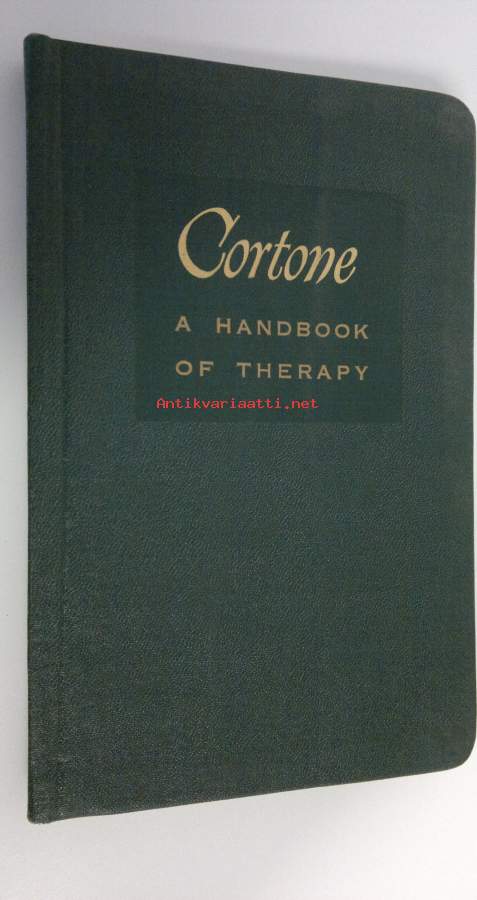 Cortone
A HANDBOOK
OF THERAPY
Antikvariaatti.net